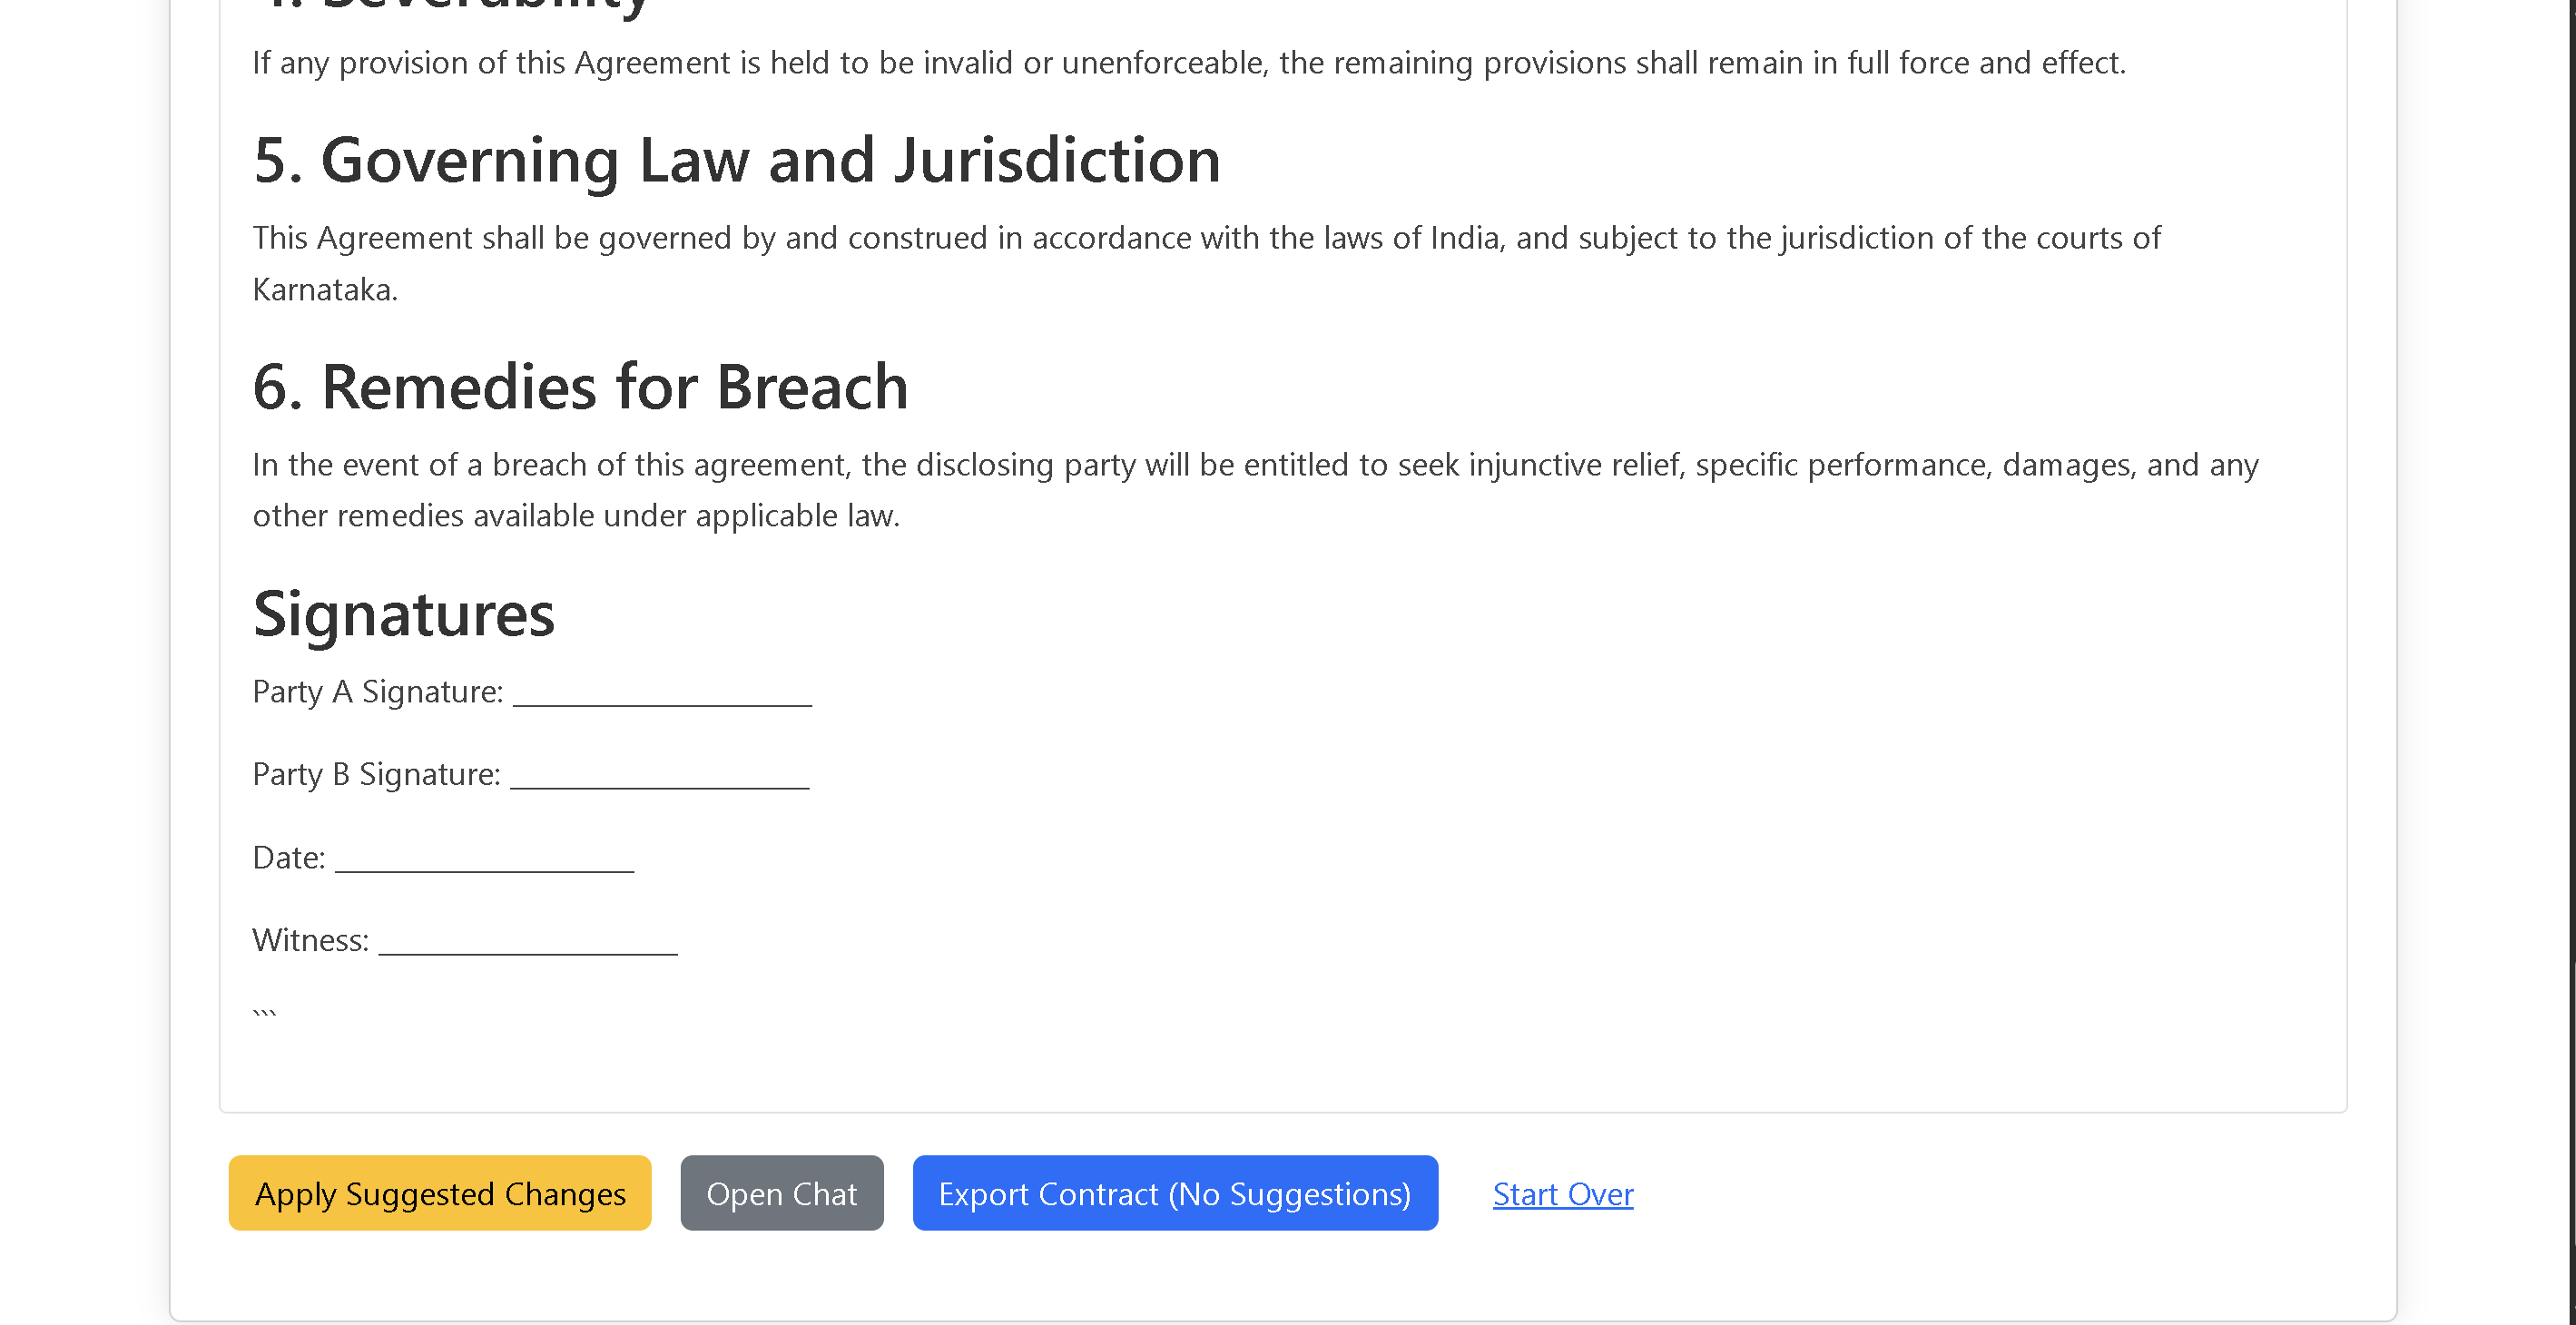 4. Severability
If any provision of this Agreement is held to be invalid or unenforceable, the remaining provisions shall remain in full force and effect.
5. Governing Law and Jurisdiction
This Agreement shall be governed by and construed in accordance with the laws of India, and subject to the jurisdiction of the courts of
Karnataka.
6. Remedies for Breach
In the event of a breach of this agreement, the disclosing party will be entitled to seek injunctive relief, specific performance, damages, and any
other remedies available under applicable law.
Signatures
Party A Signature: ____________________
Party B Signature: ____________________
Date: ____________________
Witness: ____________________
```
Apply Suggested Changes Open Chat Export Contract (No Suggestions) Start Over